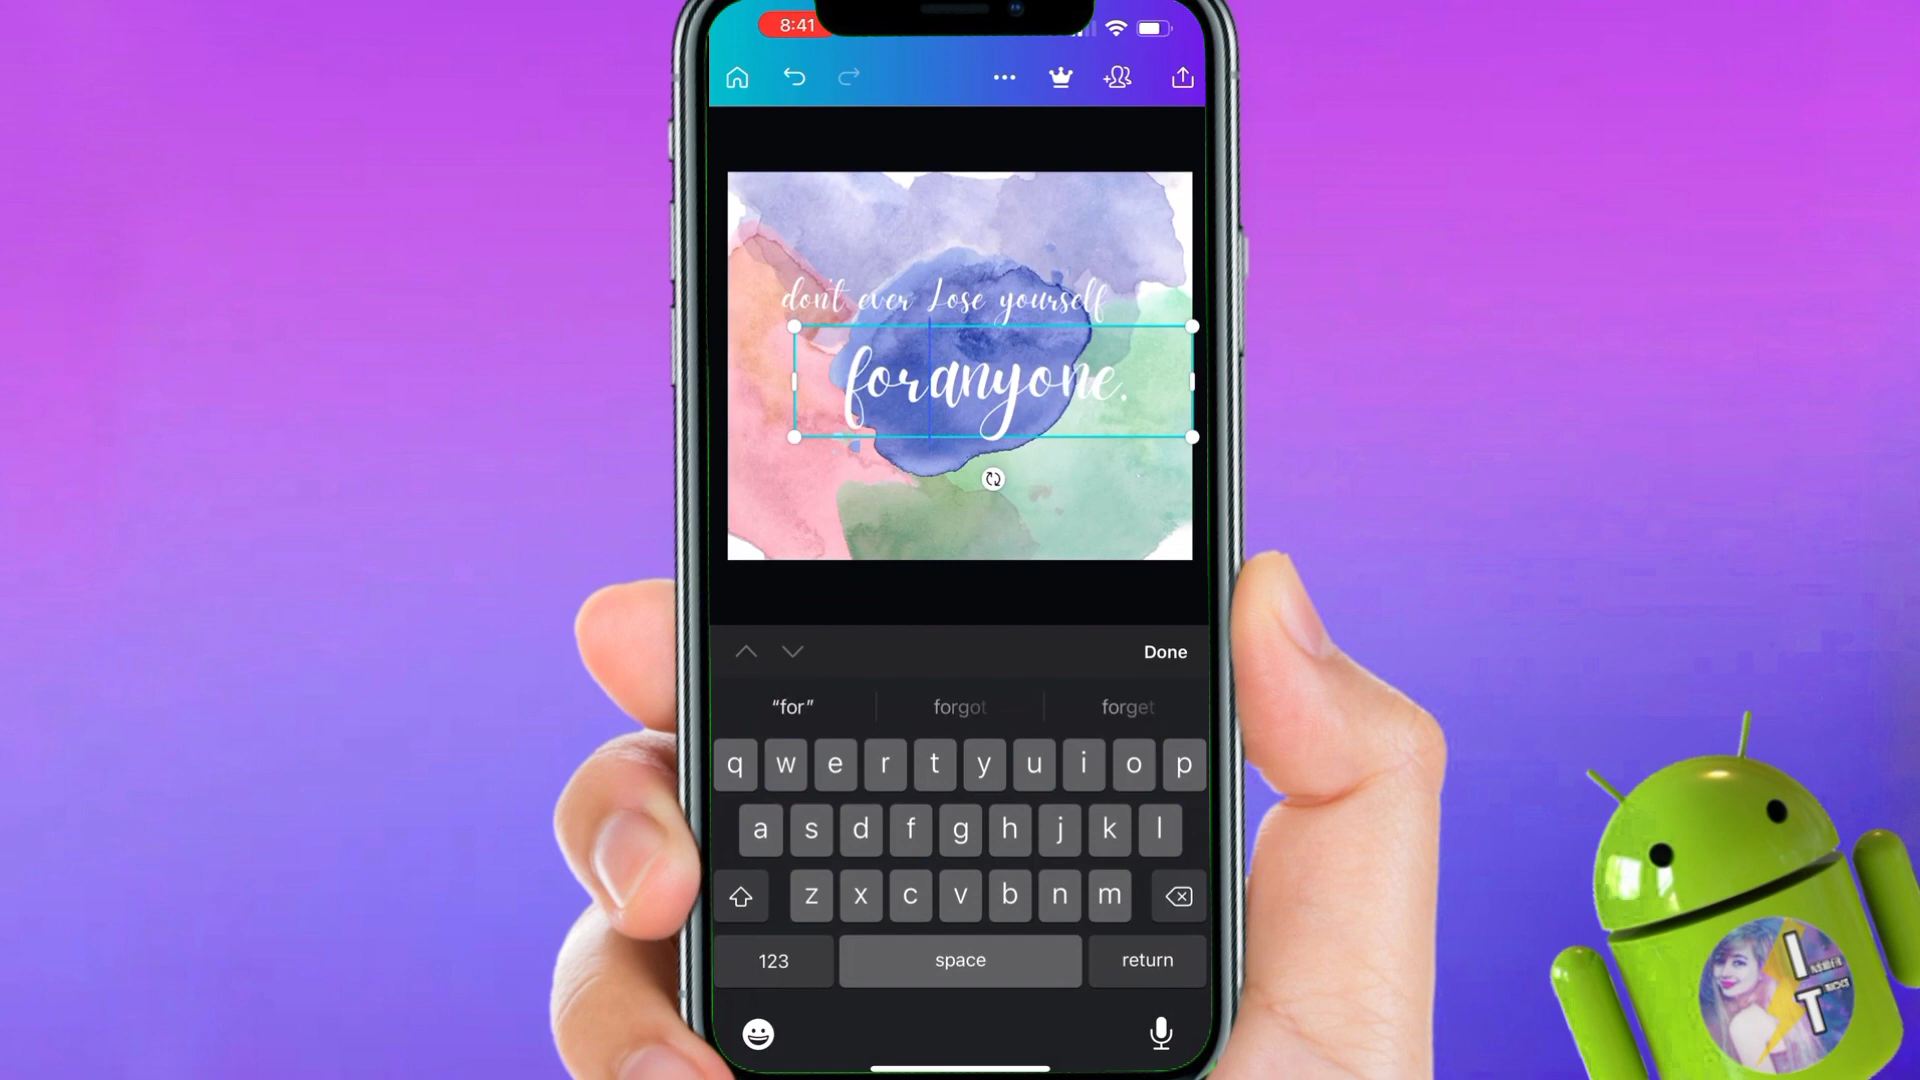 8:41
don't ever Lose yourself
foranyone.
Done
"for" forgot forget
q w e r t y u i o p
a s d f g h j k l
z x c v b n m
123 space return
I
T